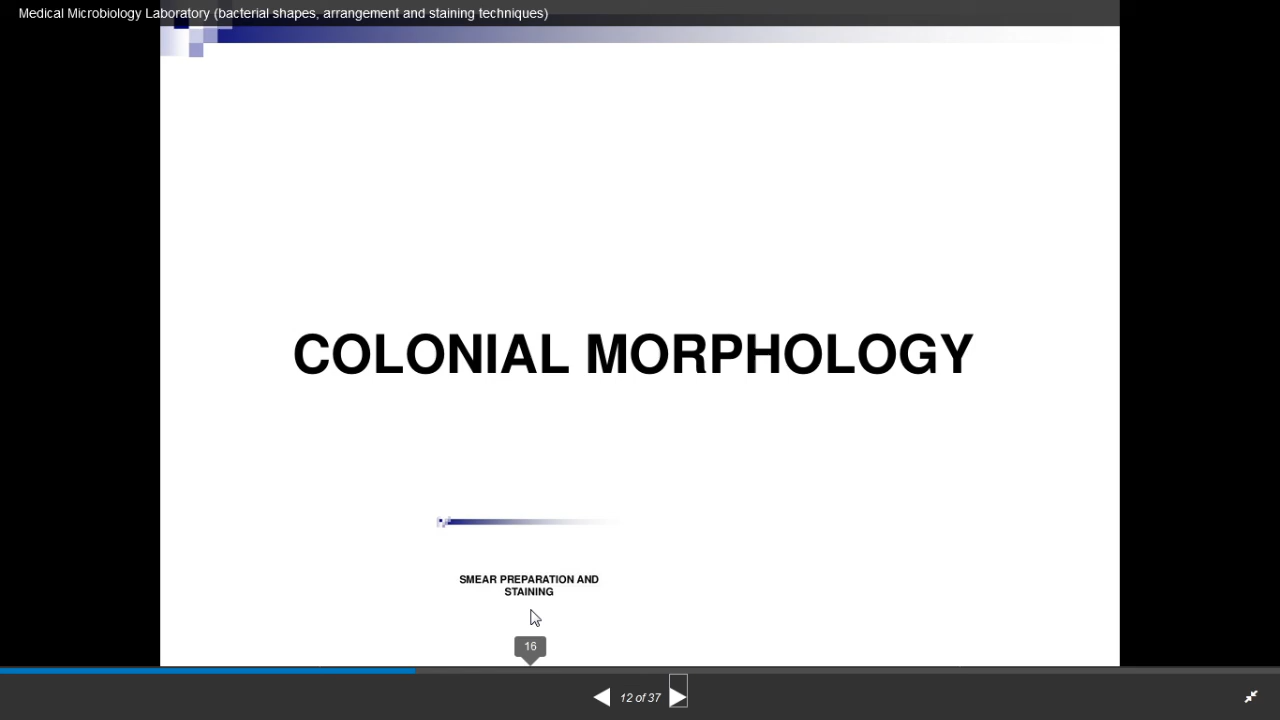 Medical Microbiology Laboratory (bacterial shapes, arrangement and staining techniques)
COLONIAL MORPHOLOGY
SMEAR PREPARATION AND
STAINING
16
12 of 37